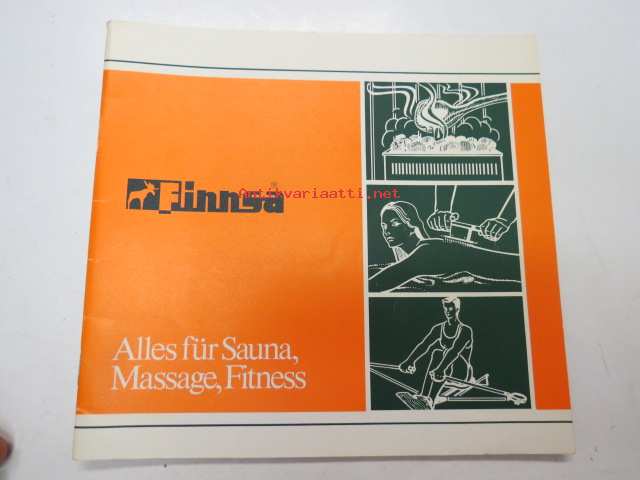 Finnsa
Antikvariaatti.net
Alles für Sauna,
Massage, Fitness